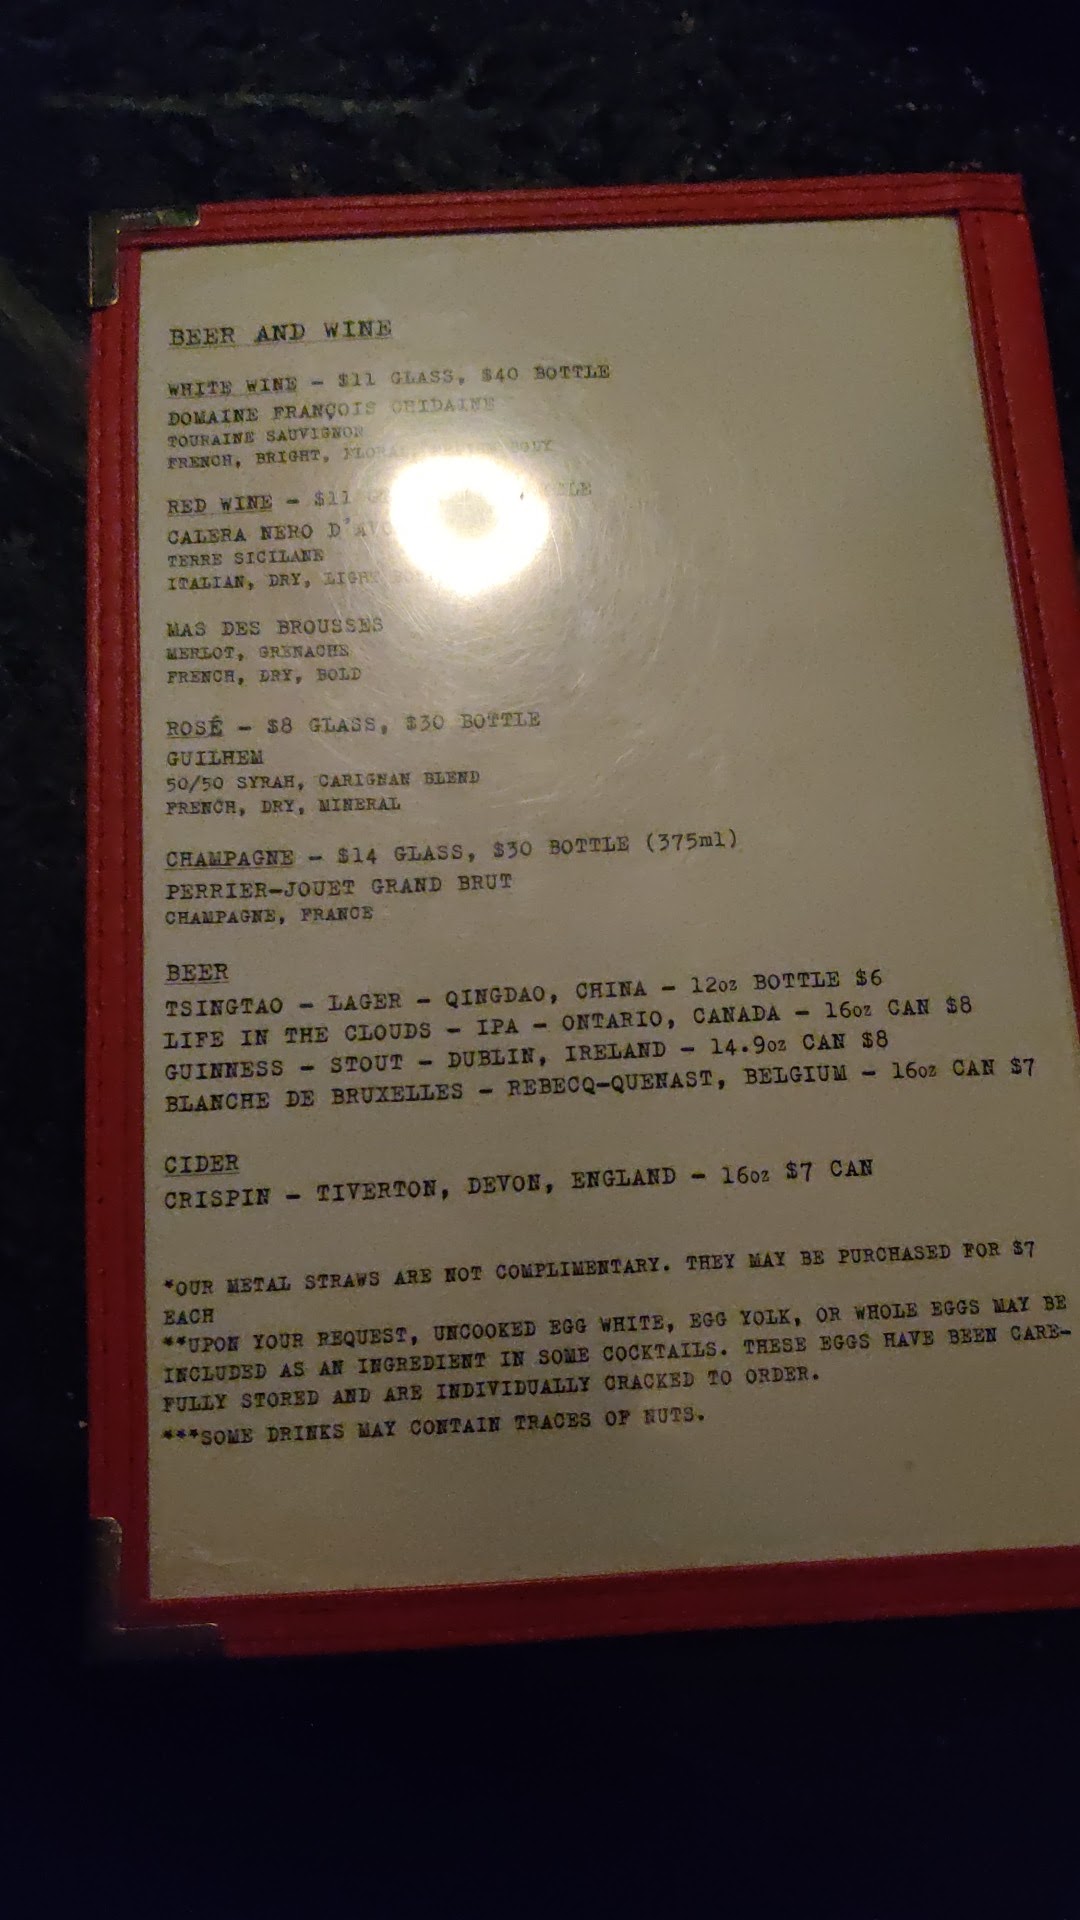 BEER AND WINE
WHITE WINE - $11 GLASS, $40 BOTTLE
DOMAINE FRANÇOIS CHIDAINE
TOURAINE SAUVIGNON
FRENCH, BRIGHT, FLORAL,
RED WINE - $11
CALERA NERO D'AVO
TERRE SICILANE
ITALIAN, DRY, LIGHT
MAS DES BROUSSES
MERLOT, GRENACHE
FRENCH, DRY, BOLD
ROSÉ - $8 GLASS, $30 BOTTLE
GUILHEM
50/50 SYRAH, CARIGNAN BLEND
FRENCH, DRY, MINERAL
CHAMPAGNE - $14 GLASS, $30 BOTTLE (375ml)
PERRIER-JOUET GRAND BRUT
CHAMPAGNE, FRANCE
BEER
TSINGTAO - LAGER - QINGDAO, CHINA - 12oz BOTTLE $6
LIFE IN THE CLOUDS - IPA - ONTARIO, CANADA - 16oz CAN $8
GUINNESS - STOUT - DUBLIN, IRELAND - 14.9oz CAN $8
BLANCHE DE BRUXELLES - REBECQ-QUENAST, BELGIUM - 16oz CAN $7
CIDER
CRISPIN - TIVERTON, DEVON, ENGLAND - 16oz $7 CAN
*OUR METAL STRAWS ARE NOT COMPLIMENTARY. THEY MAY BE PURCHASED FOR $7
EACH
**UPON YOUR REQUEST, UNCOOKED EGG WHITE, EGG YOLK, OR WHOLE EGGS MAY BE
INCLUDED AS AN INGREDIENT IN SOME COCKTAILS. THESE EGGS HAVE BEEN CARE-
FULLY STORED AND ARE INDIVIDUALLY CRACKED TO ORDER.
***SOME DRINKS MAY CONTAIN TRACES OF NUTS.